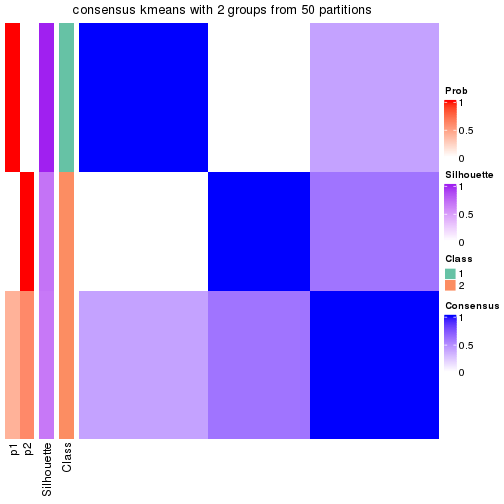 consensus kmeans with 2 groups from 50 partitions
Prob
1
0.5
0
Silhouette
1
0.5
0
Class
1
2
Consensus
1
0.5
0
p1
p2
Silhouette
Class